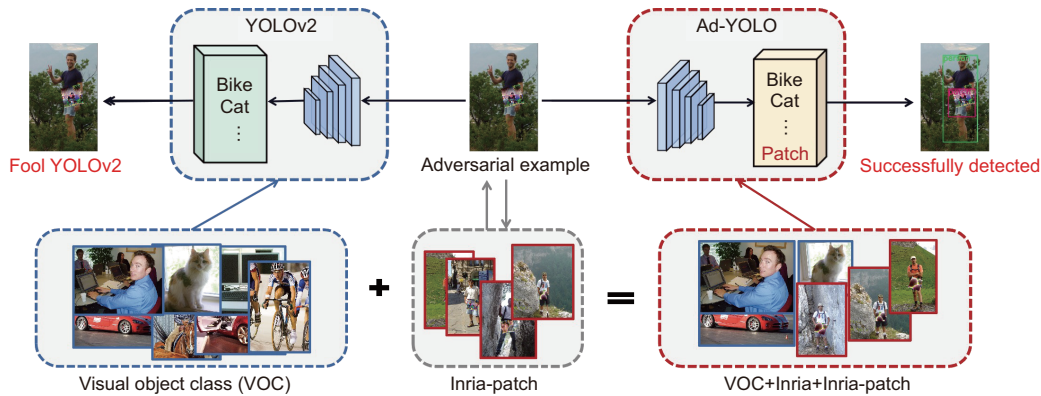 YOLOv2
Ad-YOLO
Bike
Cat
⋮
Bike
Cat
⋮
Patch
Fool YOLOv2
Adversarial example
Successfully detected
+
=
Visual object class (VOC)
Inria-patch
VOC+Inria+Inria-patch